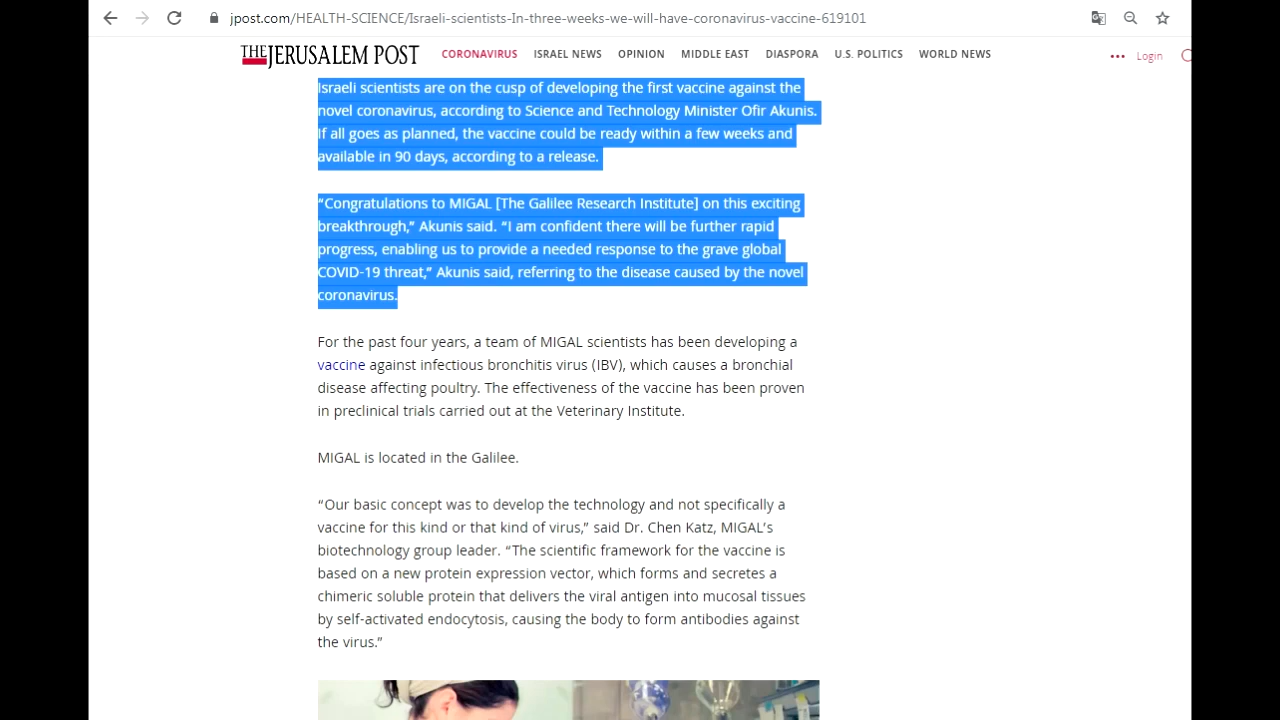 jpost.com/HEALTH-SCIENCE/Israeli-scientists-In-three-weeks-we-will-have-coronavirus-vaccine-619101
THE JERUSALEM POST CORONAVIRUS ISRAEL NEWS OPINION MIDDLE EAST DIASPORA U.S. POLITICS WORLD NEWS Login
Israeli scientists are on the cusp of developing the first vaccine against the
novel coronavirus, according to Science and Technology Minister Ofir Akunis.
If all goes as planned, the vaccine could be ready within a few weeks and
available in 90 days, according to a release.
“Congratulations to MIGAL [The Galilee Research Institute] on this exciting
breakthrough,” Akunis said. “I am confident there will be further rapid
progress, enabling us to provide a needed response to the grave global
COVID-19 threat,” Akunis said, referring to the disease caused by the novel
coronavirus.
For the past four years, a team of MIGAL scientists has been developing a
vaccine against infectious bronchitis virus (IBV), which causes a bronchial
disease affecting poultry. The effectiveness of the vaccine has been proven
in preclinical trials carried out at the Veterinary Institute.
MIGAL is located in the Galilee.
“Our basic concept was to develop the technology and not specifically a
vaccine for this kind or that kind of virus,” said Dr. Chen Katz, MIGAL’s
biotechnology group leader. “The scientific framework for the vaccine is
based on a new protein expression vector, which forms and secretes a
chimeric soluble protein that delivers the viral antigen into mucosal tissues
by self-activated endocytosis, causing the body to form antibodies against
the virus.”